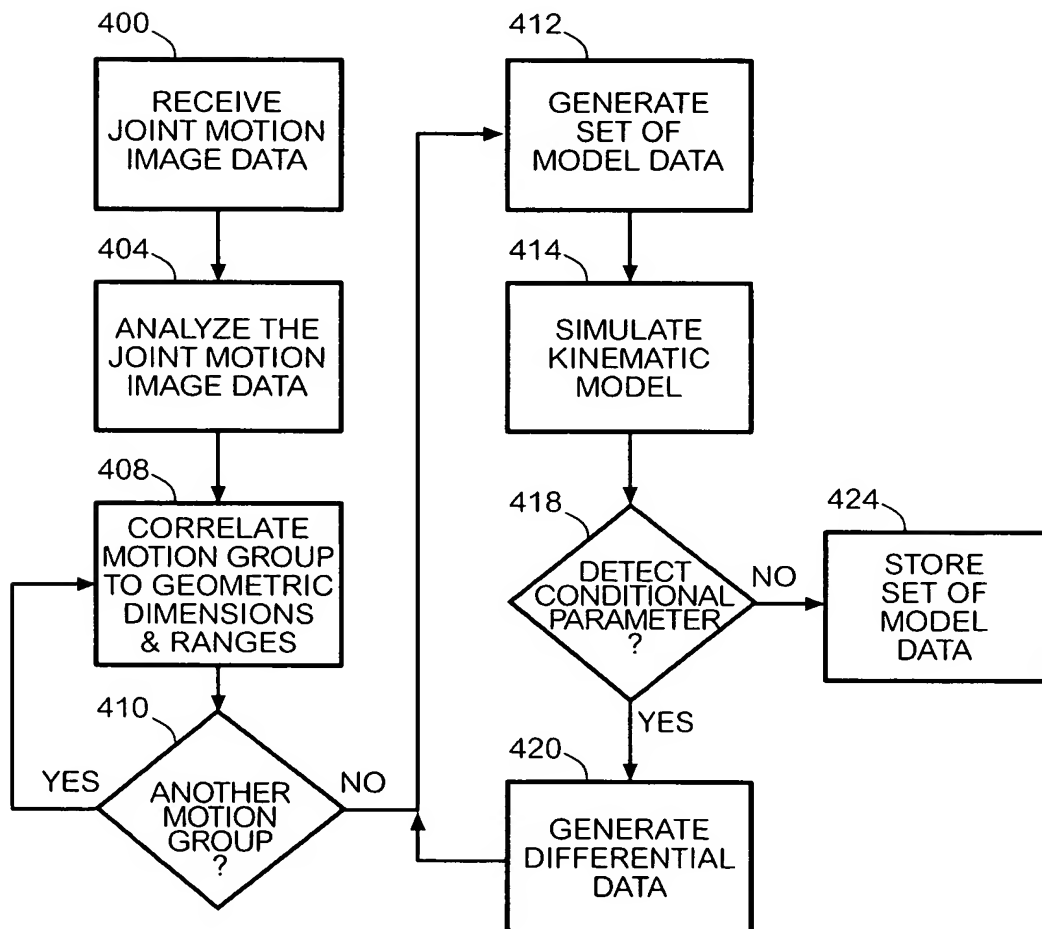 400
RECEIVE
JOINT MOTION
IMAGE DATA
404
ANALYZE THE
JOINT MOTION
IMAGE DATA
408
CORRELATE
MOTION GROUP
TO GEOMETRIC
DIMENSIONS
& RANGES
410
YES
ANOTHER
MOTION
GROUP
?
NO
412
GENERATE
SET OF
MODEL DATA
414
SIMULATE
KINEMATIC
MODEL
418
DETECT
CONDITIONAL
PARAMETER
?
NO
YES
424
STORE
SET OF
MODEL
DATA
420
GENERATE
DIFFERENTIAL
DATA